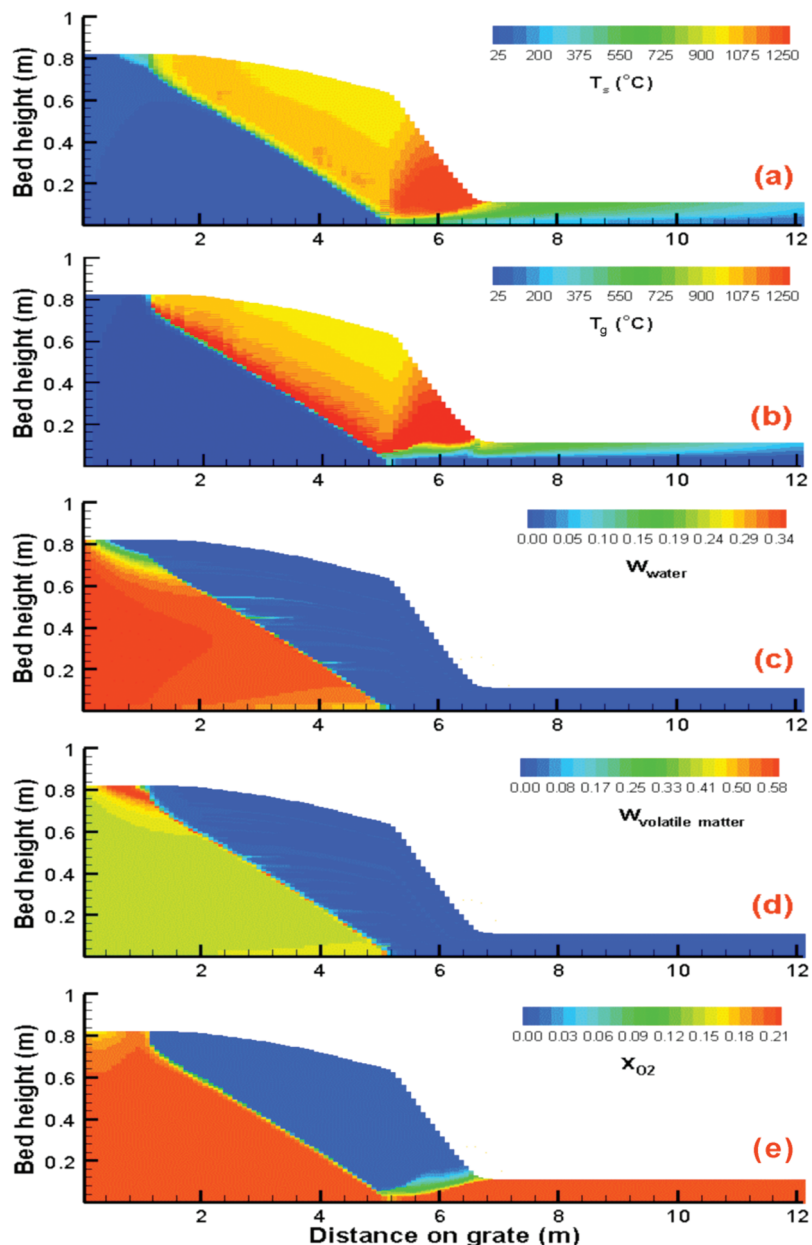 1
0.8
0.6
0.4
0.2
Bed height (m)
25 200 375 550 725 900 1075 1250
Ts (°C)
(a)
2 4 6 8 10 12
1
0.8
0.6
0.4
0.2
Bed height (m)
25 200 375 550 725 900 1075 1250
Tg (°C)
(b)
2 4 6 8 10 12
1
0.8
0.6
0.4
0.2
Bed height (m)
0.00 0.05 0.10 0.15 0.19 0.24 0.29 0.34
Wwater
(c)
2 4 6 8 10 12
1
0.8
0.6
0.4
0.2
Bed height (m)
0.00 0.08 0.17 0.25 0.33 0.41 0.50 0.58
Wvolatile matter
(d)
2 4 6 8 10 12
1
0.8
0.6
0.4
0.2
Bed height (m)
0.00 0.03 0.06 0.09 0.12 0.15 0.18 0.21
XO2
(e)
2 4 6 8 10 12
Distance on grate (m)